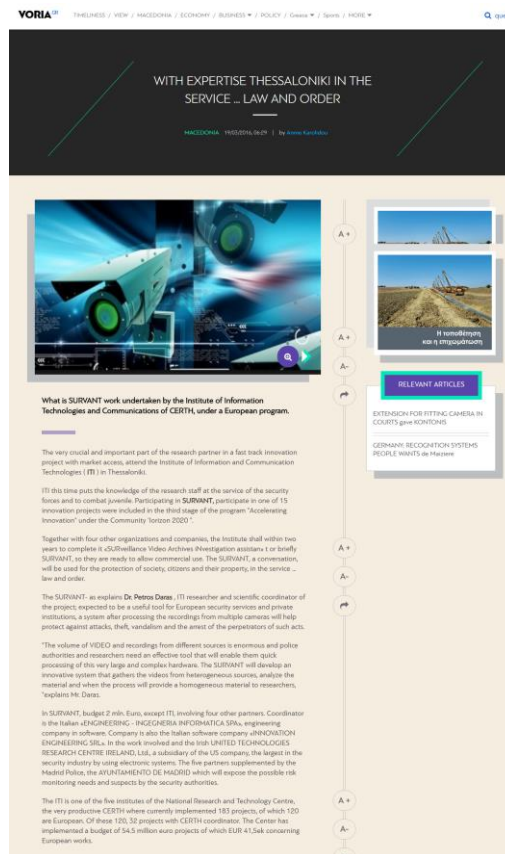 VORIA.GR
TIMELINESS / VIEW / MACEDONIA / ECONOMY / BUSINESS / POLICY / Greece / Sports / MORE
que
WITH EXPERTISE THESSALONIKI IN THE
SERVICE ... LAW AND ORDER
MACEDONIA 19/03/2016, 06:29 | by
A+
Η τοποθέτηση
και η επιχωμάτωση
A+
A-
RELEVANT ARTICLES
EXTENSION FOR FITTING CAMERA IN
COURTS gave KONTONIS
GERMANY: RECOGNITION SYSTEMS
PEOPLE WANTS de Maiziere
What is SURVANT work undertaken by the Institute of Information
Technologies and Communications of CERTH, under a European program.
The very crucial and important part of the research partner in a fast track innovation
project with market access, attend the Institute of Information and Communication
Technologies ( ITI ) in Thessaloniki.
ITI this time puts the knowledge of the research staff at the service of the security
forces and to combat juvenile. Participating in SURVANT, participate in one of 15
innovation projects were included in the third stage of the program "Accelerating
Innovation" under the Community "lorizon 2020 ".
Together with four other organizations and companies, the Institute shall within two
years to complete it «SURveillance Video Archives iNvestigation assistan» t or briefly
SURVANT, so they are ready to allow commercial use. The SURVANT, a conversation,
will be used for the protection of society, citizens and their property, in the service ...
law and order.
A+
A-
The SURVANT- as explains Dr. Petros Daras , ITI researcher and scientific coordinator of
the project, expected to be a useful tool for European security services and private
institutions, a system after processing the recordings from multiple cameras will help
protect against attacks, theft, vandalism and the arrest of the perpetrators of such acts.
"The volume of VIDEO and recordings from different sources is enormous and police
authorities and researchers need an effective tool that will enable them quick
processing of this very large and complex hardware. The SURVANT will develop an
innovative system that gathers the videos from heterogeneous sources, analyze the
material and when the process will provide a homogeneous material to researchers,
"explains Mr. Daras.
In SURVANT, budget 2 mln. Euro, except ITI, involving four other partners. Coordinator
is the Italian «ENGINEERING - INGEGNERIA INFORMATICA SPA», engineering
company in software. Company is also the Italian software company «INNOVATION
ENGINEERING SRL». In the work involved and the Irish UNITED TECHNOLOGIES
RESEARCH CENTRE IRELAND, Ltd., a subsidiary of the US company, the largest in the
security industry by using electronic systems. The five partners supplemented by the
Madrid Police, the AYUNTAMIENTO DE MADRID which will expose the possible risk
monitoring needs and suspects by the security authorities.
The ITI is one of the five institutes of the National Research and Technology Centre,
the very productive CERTH where currently implemented 183 projects, of which 120
are European. Of these 120, 32 projects with CERTH coordinator. The Center has
implemented a budget of 54.5 million euro projects of which EUR 41,5ek concerning
European works.
A+
A-